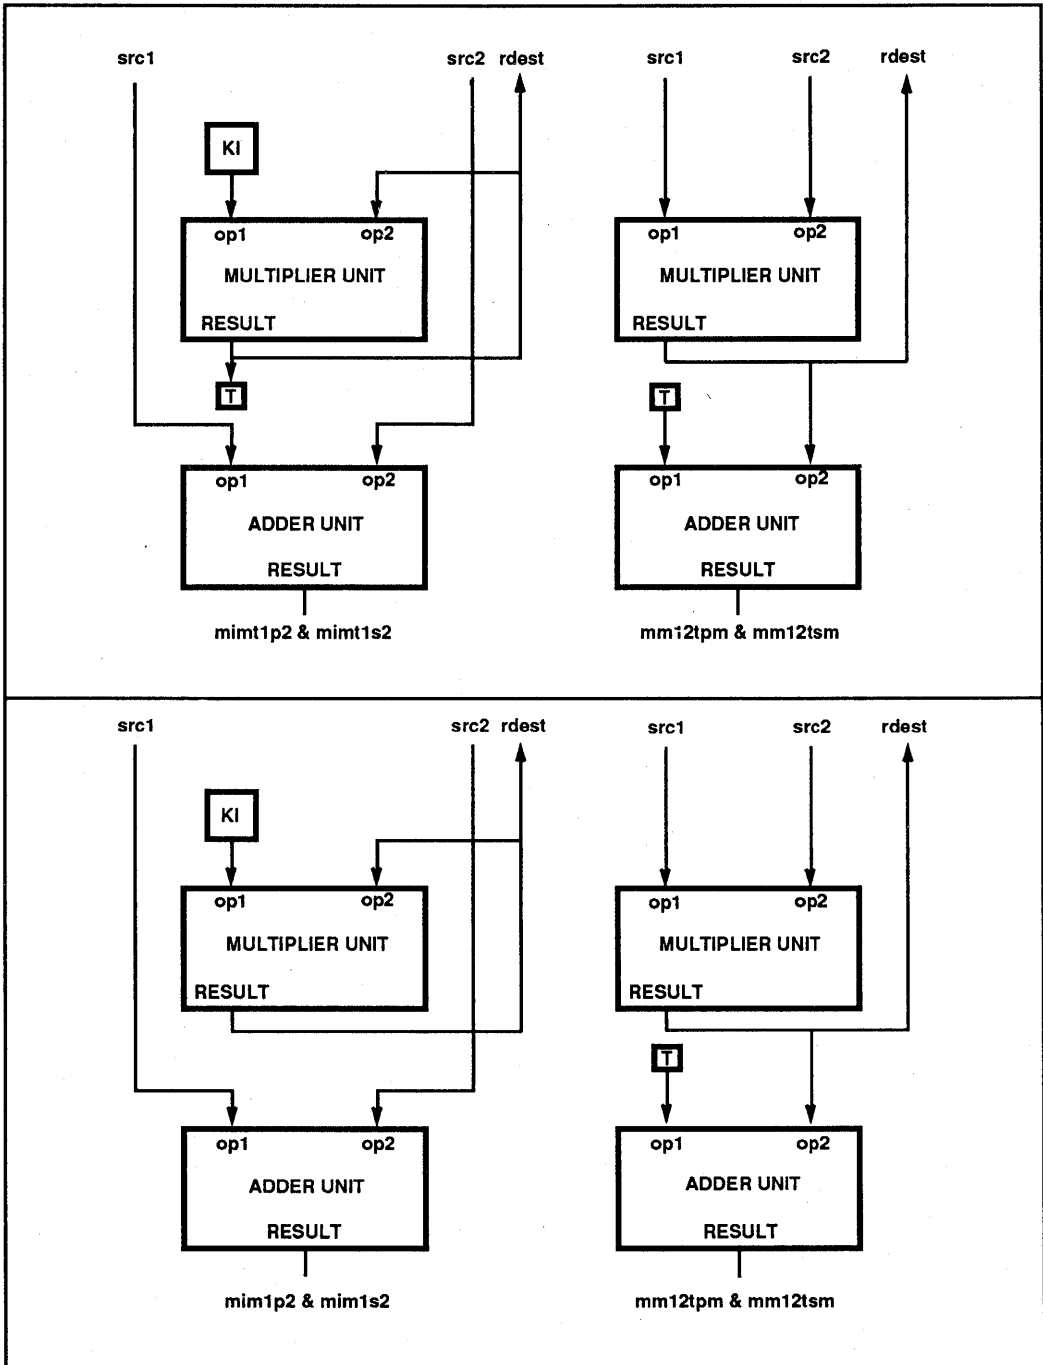 src1 src2 rdest
KI
op1 op2
MULTIPLIER UNIT
RESULT
T
op1 op2
ADDER UNIT
RESULT
mimt1p2 & mimt1s2
src1 src2 rdest
op1 op2
MULTIPLIER UNIT
RESULT
T
op1 op2
ADDER UNIT
RESULT
mm12tpm & mm12tsm
src1 src2 rdest
KI
op1 op2
MULTIPLIER UNIT
RESULT
op1 op2
ADDER UNIT
RESULT
mim1p2 & mim1s2
src1 src2 rdest
op1 op2
MULTIPLIER UNIT
RESULT
T
op1 op2
ADDER UNIT
RESULT
mm12tpm & mm12tsm